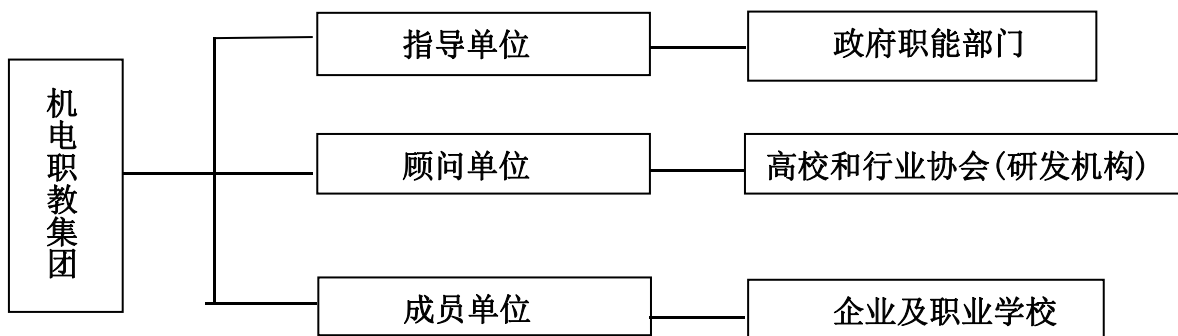 机电职教集团
指导单位
政府职能部门
顾问单位
高校和行业协会(研发机构)
成员单位
企业及职业学校